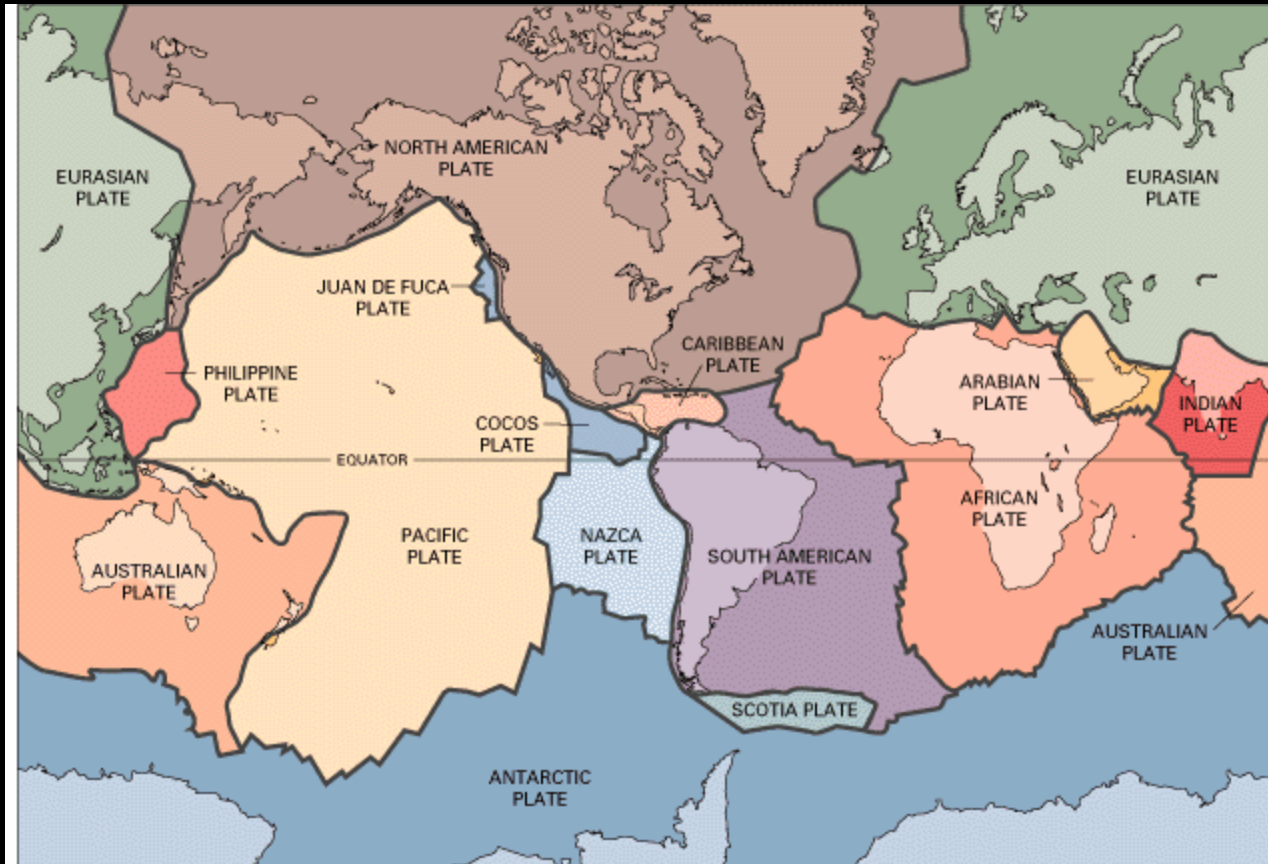 NORTH AMERICAN
PLATE
EURASIAN
PLATE
EURASIAN
PLATE
JUAN DE FUCA
PLATE
CARIBBEAN
PLATE
PHILIPPINE
PLATE
ARABIAN
PLATE
INDIAN
PLATE
COCOS
PLATE
EQUATOR
AFRICAN
PLATE
PACIFIC
PLATE
NAZCA
PLATE
SOUTH AMERICAN
PLATE
AUSTRALIAN
PLATE
AUSTRALIAN
PLATE
SCOTIA PLATE
ANTARCTIC
PLATE